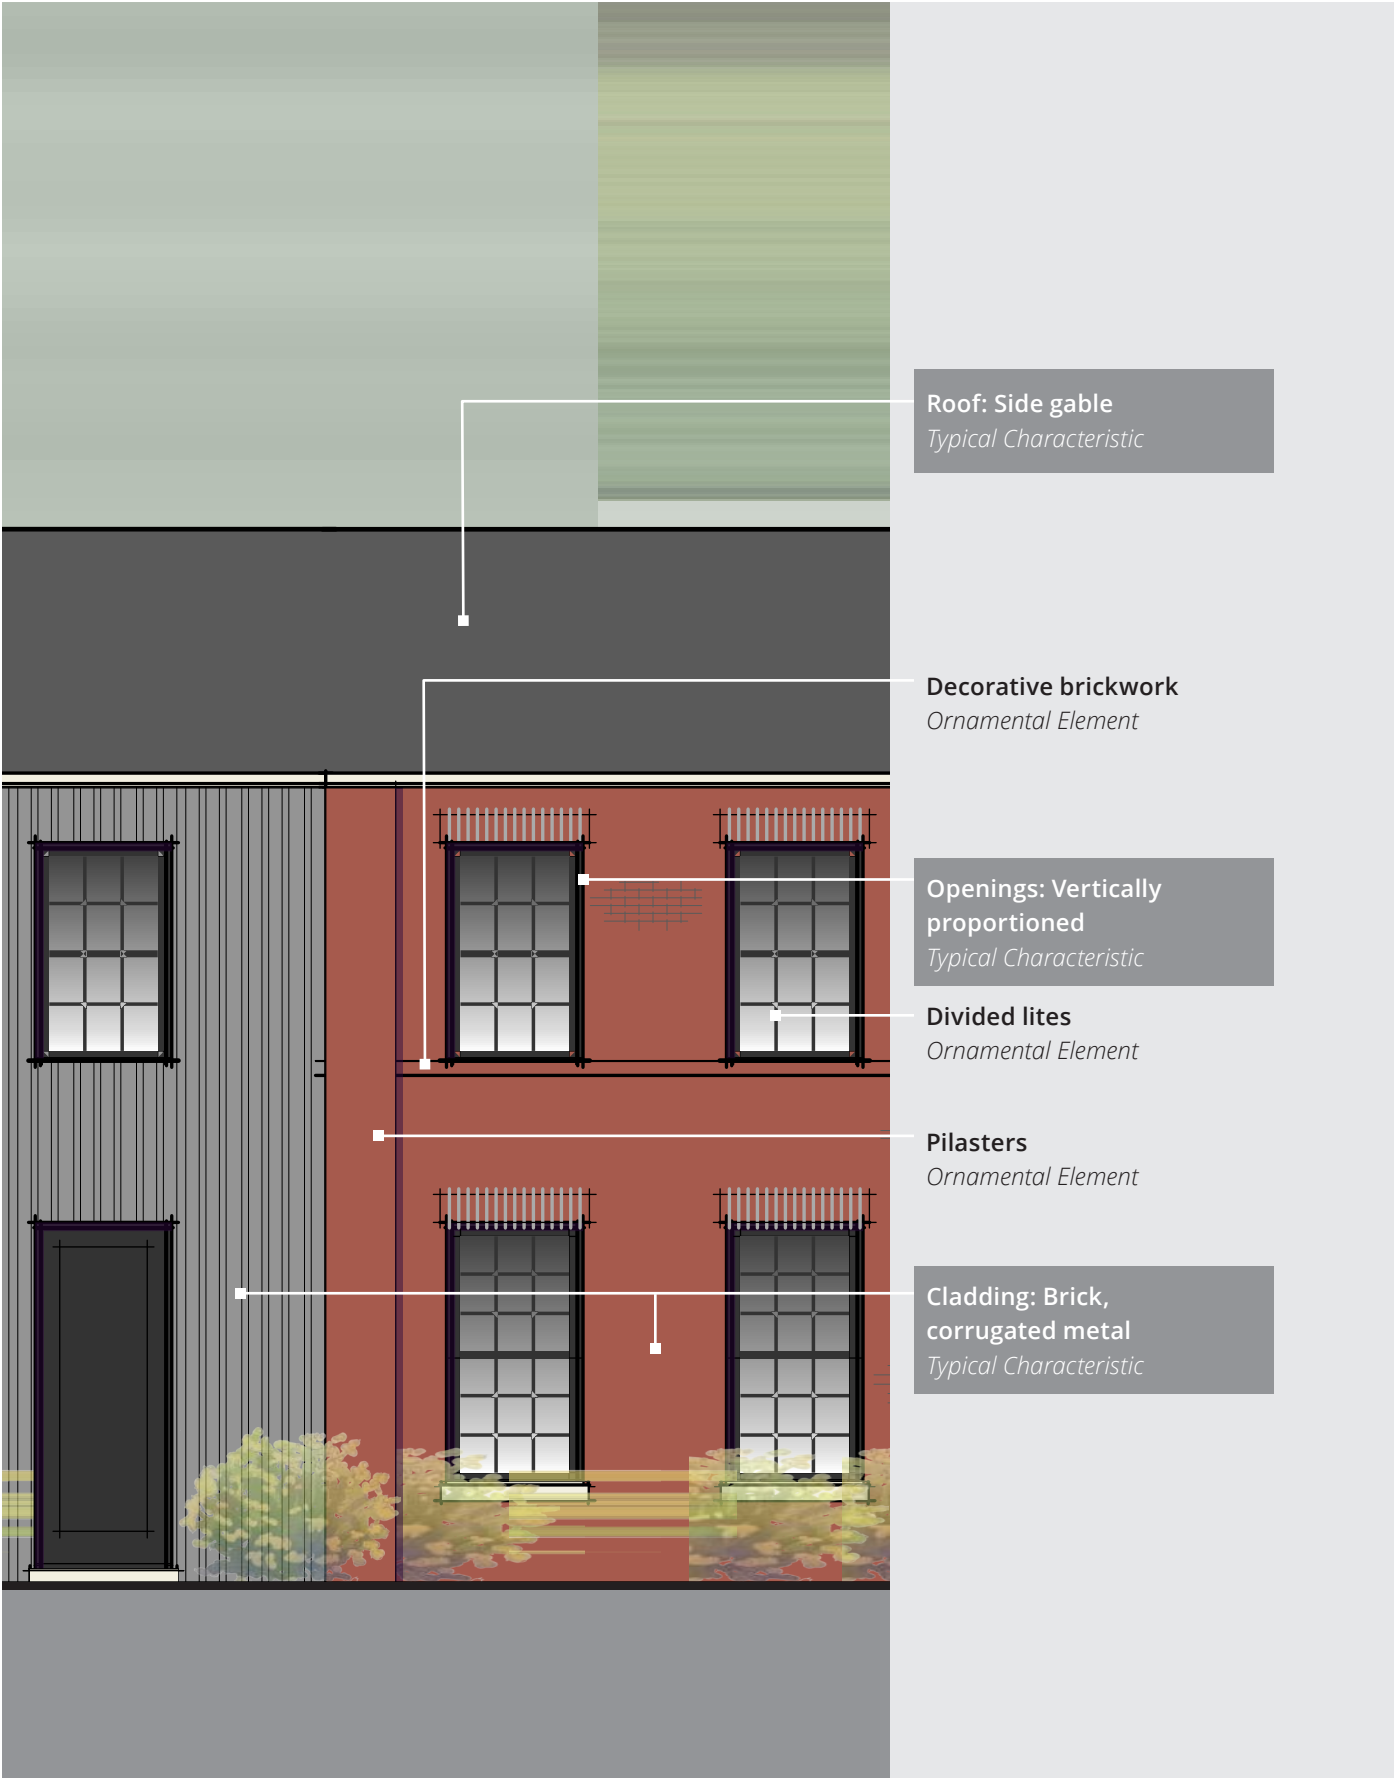 Roof: Side gable
Typical Characteristic
Decorative brickwork
Ornamental Element
Openings: Vertically
proportioned
Typical Characteristic
Divided lites
Ornamental Element
Pilasters
Ornamental Element
Cladding: Brick,
corrugated metal
Typical Characteristic